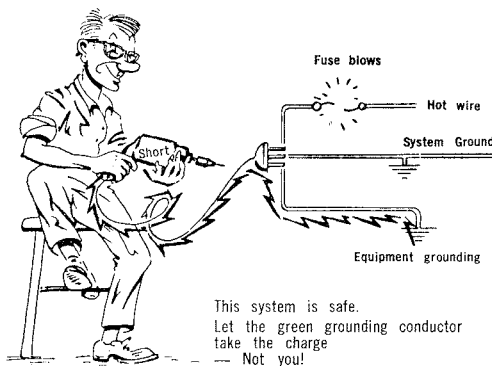 Fuse blows
Hot wire
Short
System Ground
Equipment grounding
This system is safe.
Let the green grounding conductor
take the charge
— Not you!